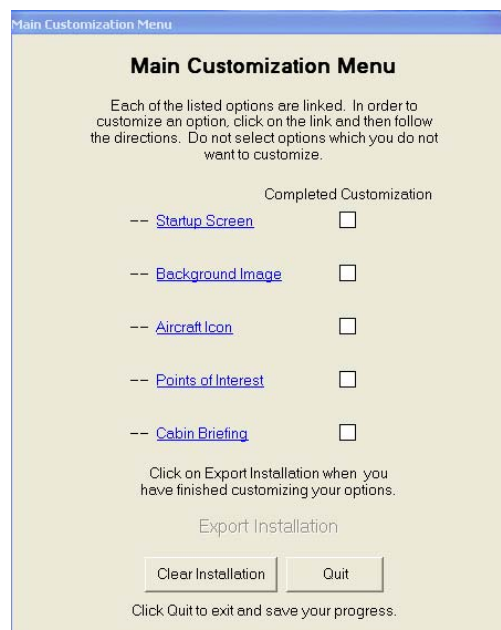 Main Customization Menu
Main Customization Menu
Each of the listed options are linked. In order to
customize an option, click on the link and then follow
the directions. Do not select options which you do not
want to customize.
Completed Customization
-- Startup Screen
-- Background Image
-- Aircraft Icon
-- Points of Interest
-- Cabin Briefing
Click on Export Installation when you
have finished customizing your options.
Export Installation
Clear Installation Quit
Click Quit to exit and save your progress.